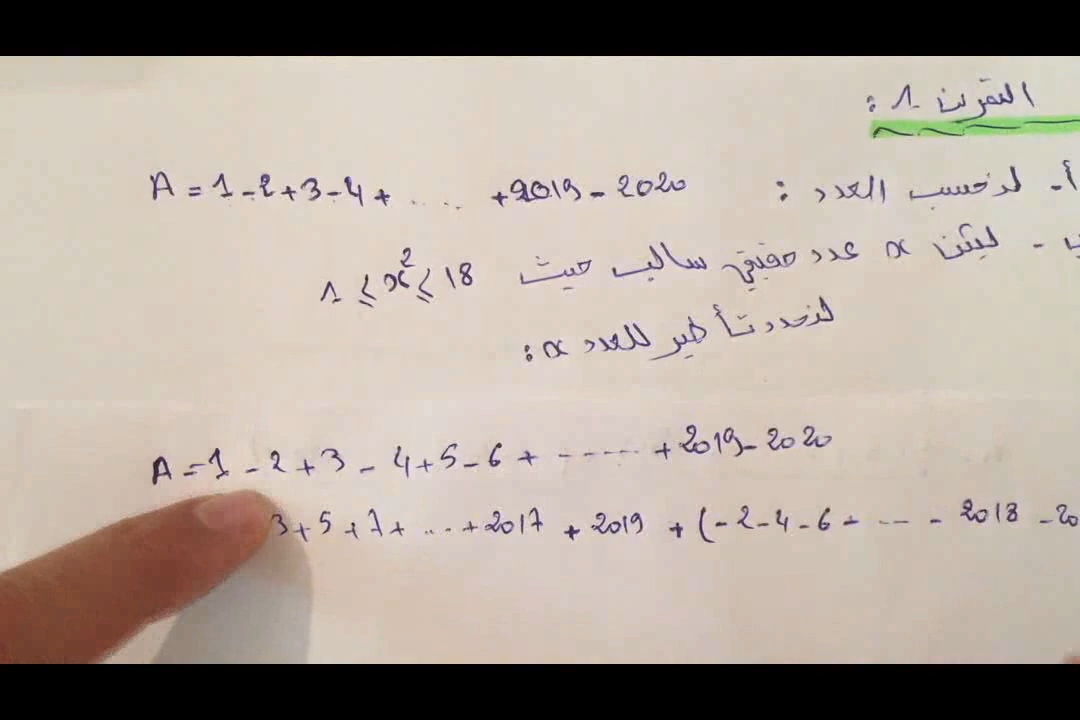 التمرين 1 :
أ - لنحسب العدد : A = 1 - 2 + 3 - 4 + ..... + 2019 - 2020
ب - ليكن x عدد حقيقي سالب حيث 1 ≤ x² ≤ 18
لنحدد تأطير للعدد x :
A = 1 - 2 + 3 - 4 + 5 - 6 + ------ + 2019 - 2020
3 + 5 + 7 + ... + 2017 + 2019 + (- 2 - 4 - 6 - --- - 2018 - 20